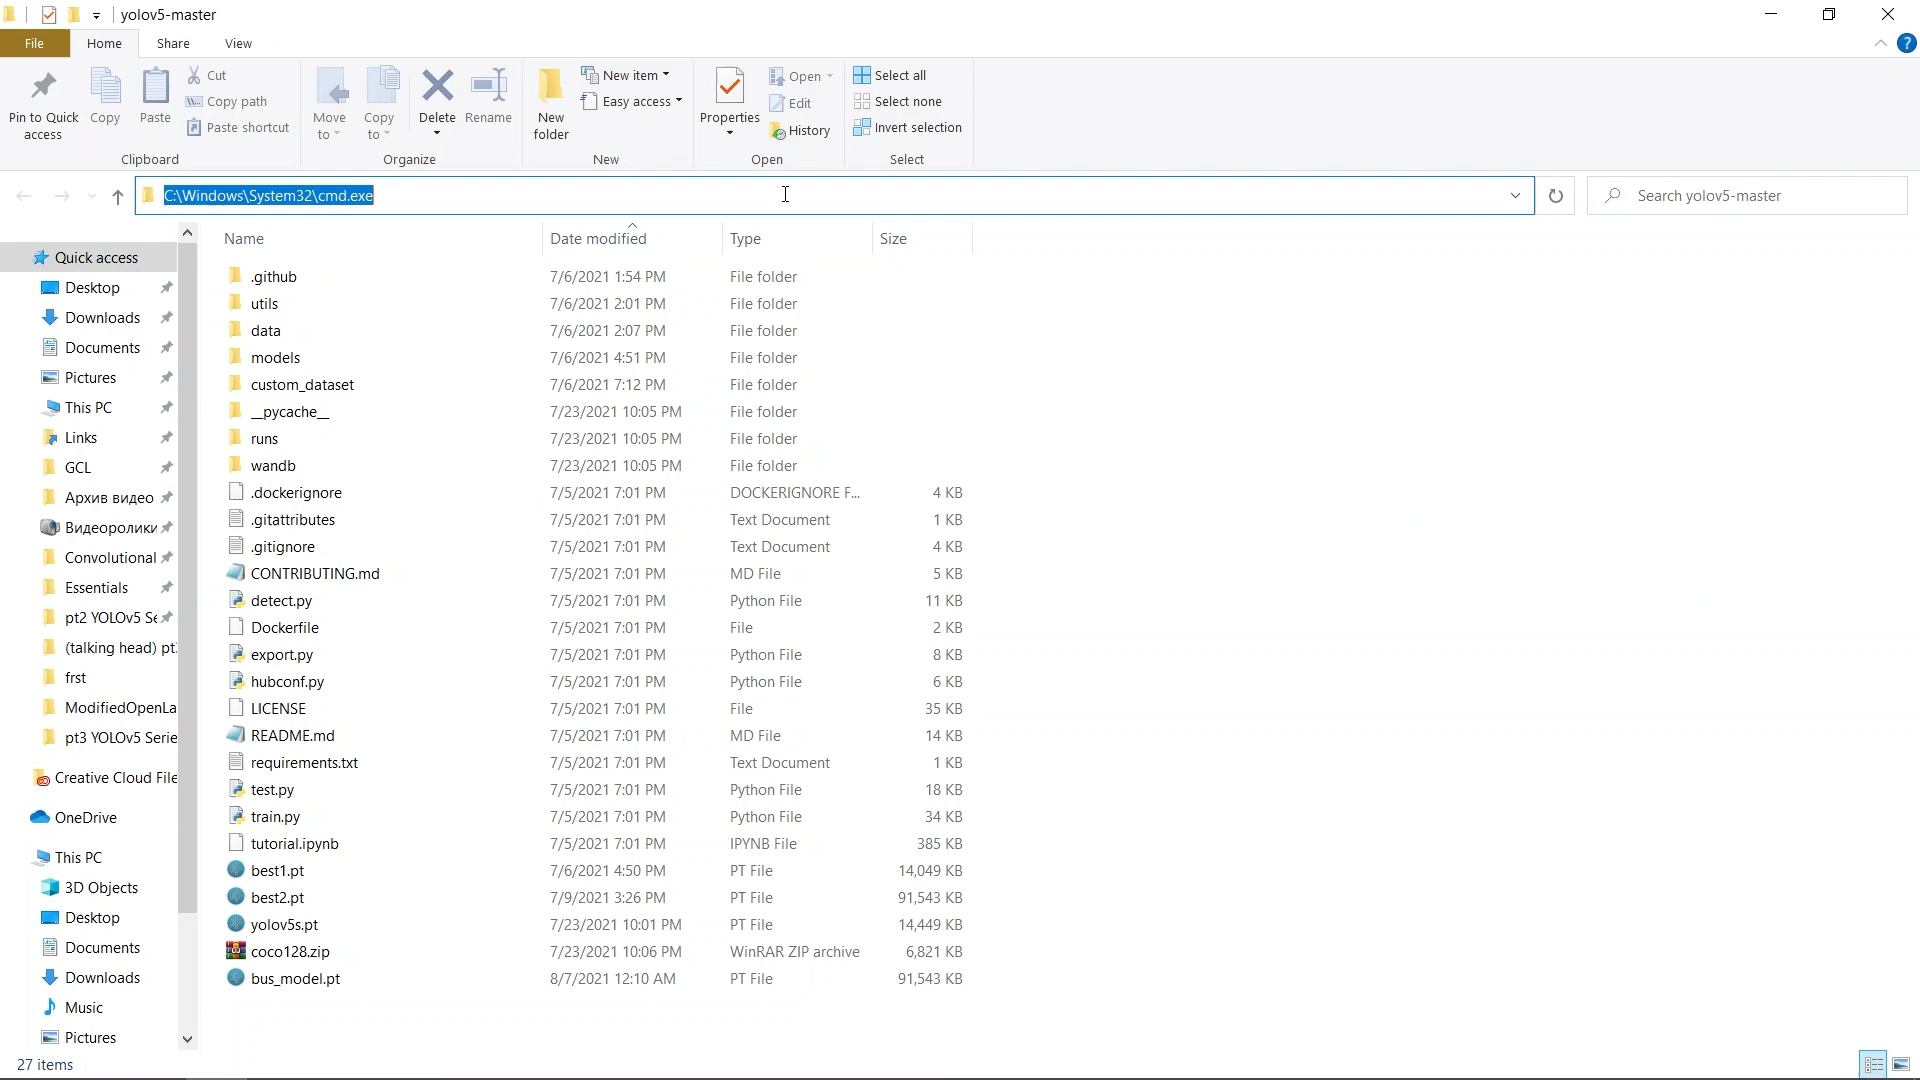 yolov5-master
File Home Share View
Pin to Quick access Copy Paste Cut Copy path Paste shortcut Clipboard
Move to Copy to Delete Rename Organize
New folder New item Easy access New
Properties Open Edit History Open
Select all Select none Invert selection Select
C:\Windows\System32\cmd.exe Search yolov5-master
Quick access
Desktop
Downloads
Documents
Pictures
This PC
Links
GCL
Архив видео
Видеоролики
Convolutional
Essentials
pt2 YOLOv5 Se
(talking head) pt
frst
ModifiedOpenLa
pt3 YOLOv5 Serie
Creative Cloud File
OneDrive
This PC
3D Objects
Desktop
Documents
Downloads
Music
Pictures
Name Date modified Type Size
.github 7/6/2021 1:54 PM File folder
utils 7/6/2021 2:01 PM File folder
data 7/6/2021 2:07 PM File folder
models 7/6/2021 4:51 PM File folder
custom_dataset 7/6/2021 7:12 PM File folder
__pycache__ 7/23/2021 10:05 PM File folder
runs 7/23/2021 10:05 PM File folder
wandb 7/23/2021 10:05 PM File folder
.dockerignore 7/5/2021 7:01 PM DOCKERIGNORE F... 4 KB
.gitattributes 7/5/2021 7:01 PM Text Document 1 KB
.gitignore 7/5/2021 7:01 PM Text Document 4 KB
CONTRIBUTING.md 7/5/2021 7:01 PM MD File 5 KB
detect.py 7/5/2021 7:01 PM Python File 11 KB
Dockerfile 7/5/2021 7:01 PM File 2 KB
export.py 7/5/2021 7:01 PM Python File 8 KB
hubconf.py 7/5/2021 7:01 PM Python File 6 KB
LICENSE 7/5/2021 7:01 PM File 35 KB
README.md 7/5/2021 7:01 PM MD File 14 KB
requirements.txt 7/5/2021 7:01 PM Text Document 1 KB
test.py 7/5/2021 7:01 PM Python File 18 KB
train.py 7/5/2021 7:01 PM Python File 34 KB
tutorial.ipynb 7/5/2021 7:01 PM IPYNB File 385 KB
best1.pt 7/6/2021 4:50 PM PT File 14,049 KB
best2.pt 7/9/2021 3:26 PM PT File 91,543 KB
yolov5s.pt 7/23/2021 10:01 PM PT File 14,449 KB
coco128.zip 7/23/2021 10:06 PM WinRAR ZIP archive 6,821 KB
bus_model.pt 8/7/2021 12:10 AM PT File 91,543 KB
27 items